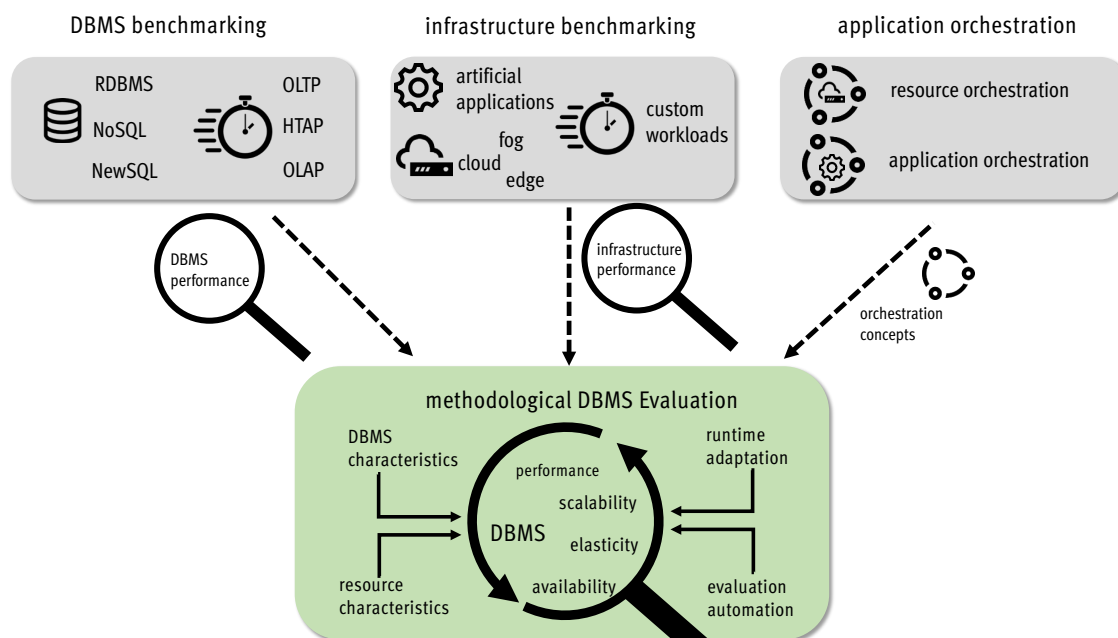 DBMS benchmarking
infrastructure benchmarking
application orchestration
RDBMS
NoSQL
NewSQL
OLTP
HTAP
OLAP
artificial
applications
fog
cloud
edge
custom
workloads
resource orchestration
application orchestration
DBMS
performance
infrastructure
performance
orchestration
concepts
methodological DBMS Evaluation
DBMS
characteristics
resource
characteristics
performance
scalability
DBMS
elasticity
availability
runtime
adaptation
evaluation
automation